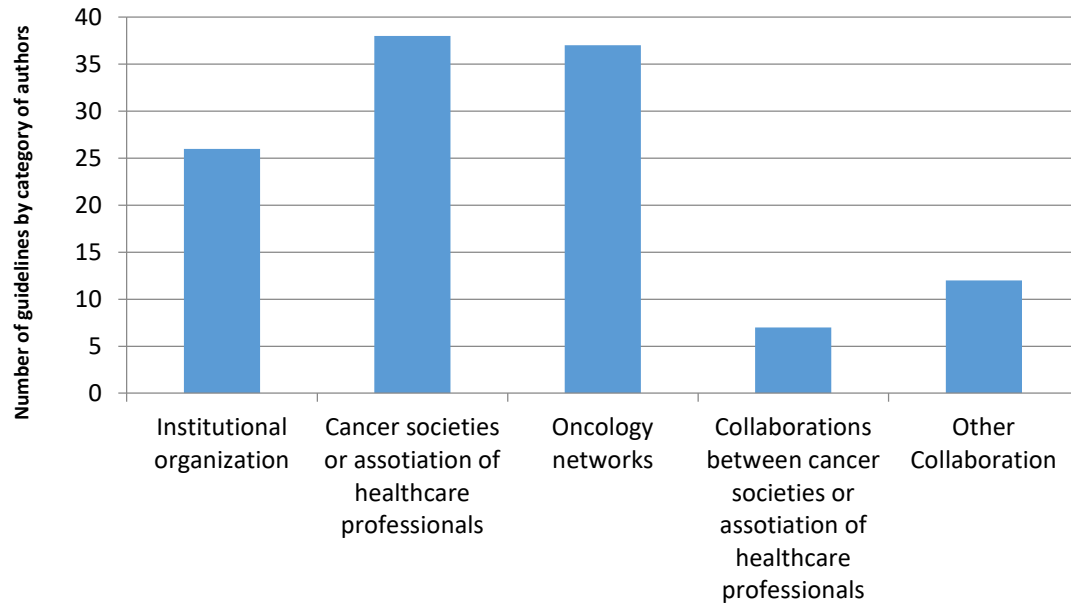 Number of guidelines by category of authors
40
35
30
25
20
15
10
5
0
Institutional
organization
Cancer societies
or assotiation of
healthcare
professionals
Oncology
networks
Collaborations
between cancer
societies or
assotiation of
healthcare
professionals
Other
Collaboration